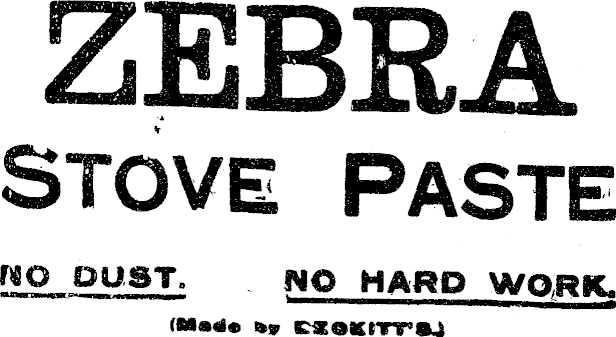 ZEBRA
STOVE PASTE
NO DUST. NO HARD WORK.
(Made by